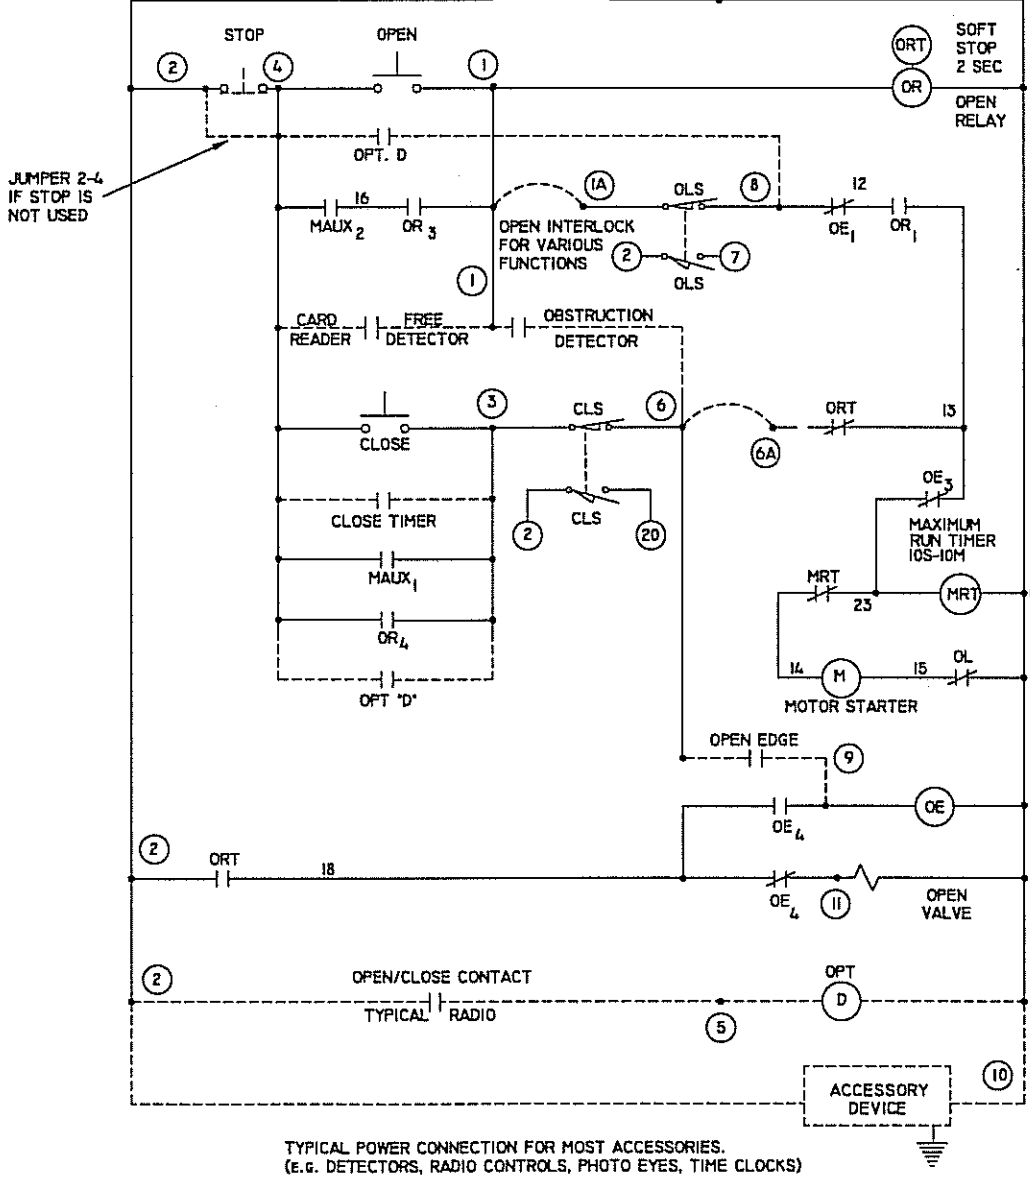 STOP
OPEN
ORT
SOFT
STOP
2 SEC
2
4
1
OR
OPEN
RELAY
OPT. D
JUMPER 2-4
IF STOP IS
NOT USED
16
MAUX2
OR3
1A
OLS
8
12
OE1
OR1
OPEN INTERLOCK
FOR VARIOUS
FUNCTIONS
2
7
OLS
1
CARD
READER
FREE
DETECTOR
OBSTRUCTION
DETECTOR
3
CLS
6
ORT
13
CLOSE
6A
OE3
CLOSE TIMER
2
CLS
20
MAXIMUM
RUN TIMER
10S-10M
MAUX1
MRT
23
MRT
OR4
14
M
15
OL
OPT "D"
MOTOR STARTER
OPEN EDGE
9
OE4
OE
2
ORT
18
OE4
11
OPEN
VALVE
2
OPEN/CLOSE CONTACT
TYPICAL RADIO
5
OPT
D
10
ACCESSORY
DEVICE
TYPICAL POWER CONNECTION FOR MOST ACCESSORIES.
(E.G. DETECTORS, RADIO CONTROLS, PHOTO EYES, TIME CLOCKS)